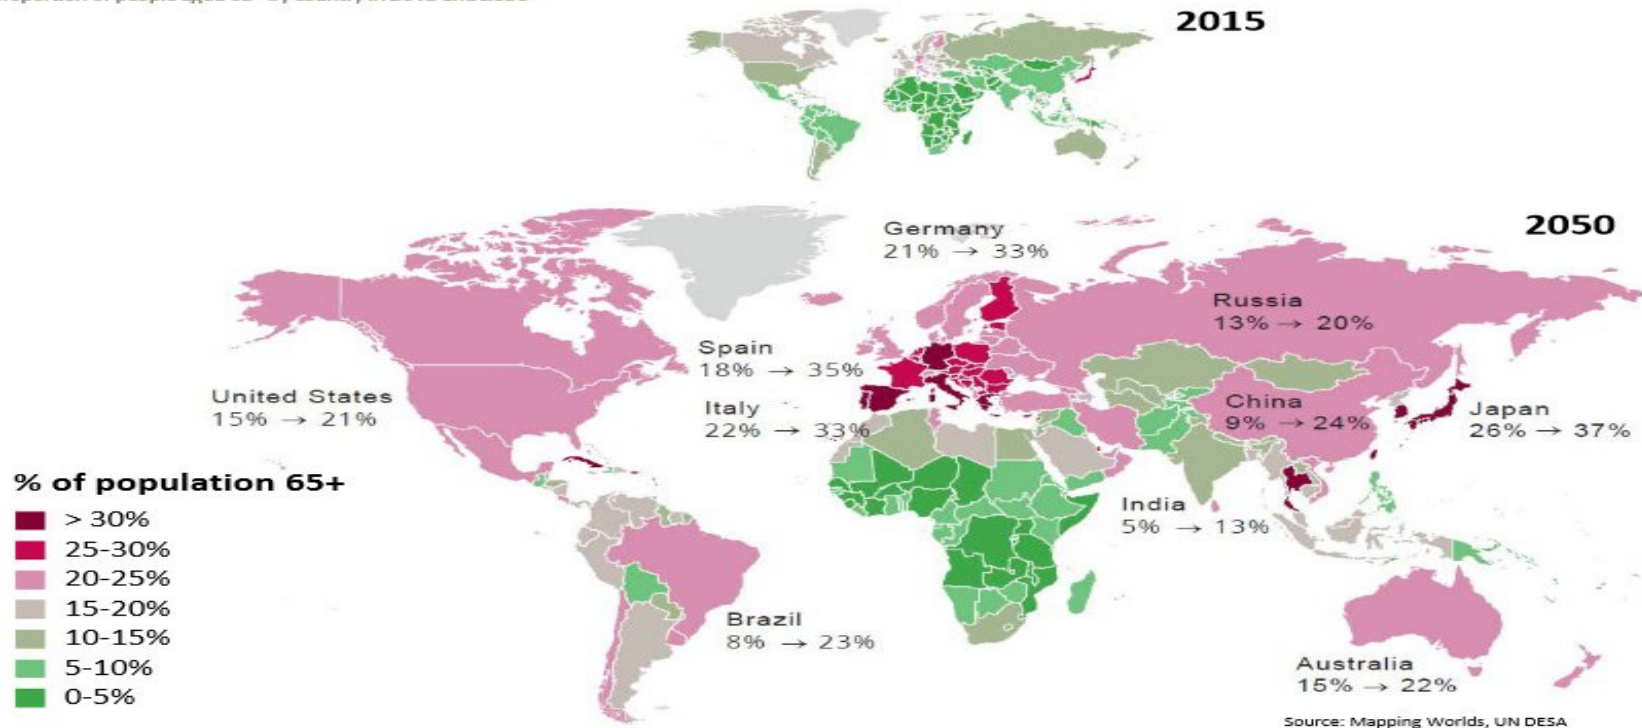 2015
2050
Germany
21% → 33%
Russia
13% → 20%
Spain
18% → 35%
United States
15% → 21%
Italy
22% → 33%
China
9% → 24%
Japan
26% → 37%
% of population 65+
> 30%
25-30%
20-25%
15-20%
10-15%
5-10%
0-5%
India
5% → 13%
Brazil
8% → 23%
Australia
15% → 22%
Source: Mapping Worlds, UN DESA